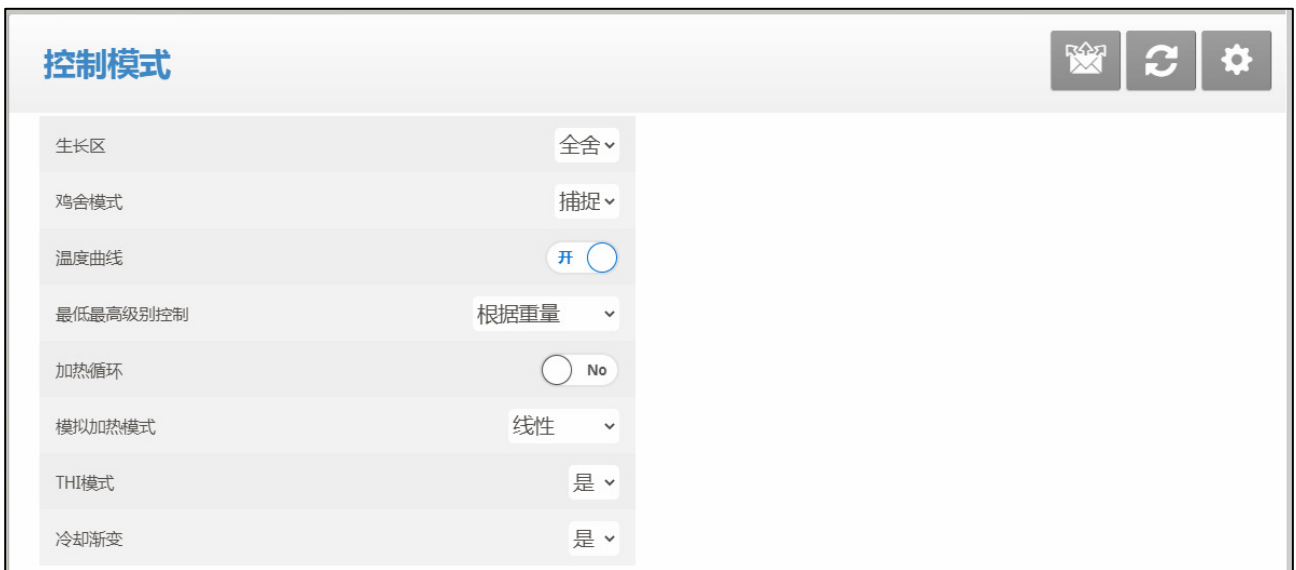 控制模式
生长区 全舍
鸡舍模式 捕捉
温度曲线 开
最低最高级别控制 根据重量
加热循环 No
模拟加热模式 线性
THI模式 是
冷却渐变 是